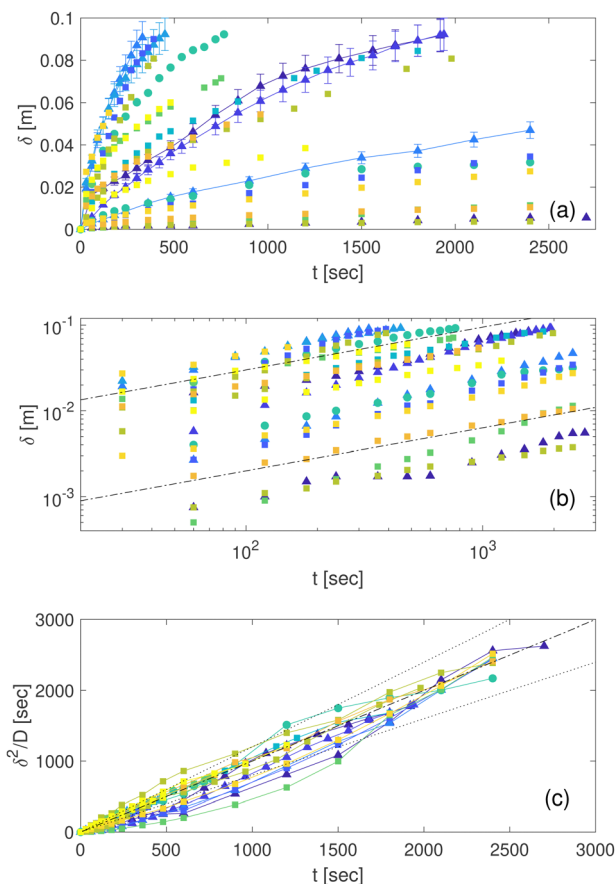 0.1
0.08
0.06
0.04
0.02
0
δ [m]
(a)
0 500 1000 1500 2000 2500
t [sec]
10⁻¹
10⁻²
10⁻³
δ [m]
(b)
10² 10³
t [sec]
3000
2000
1000
0
δ²/D [sec]
(c)
0 500 1000 1500 2000 2500 3000
t [sec]